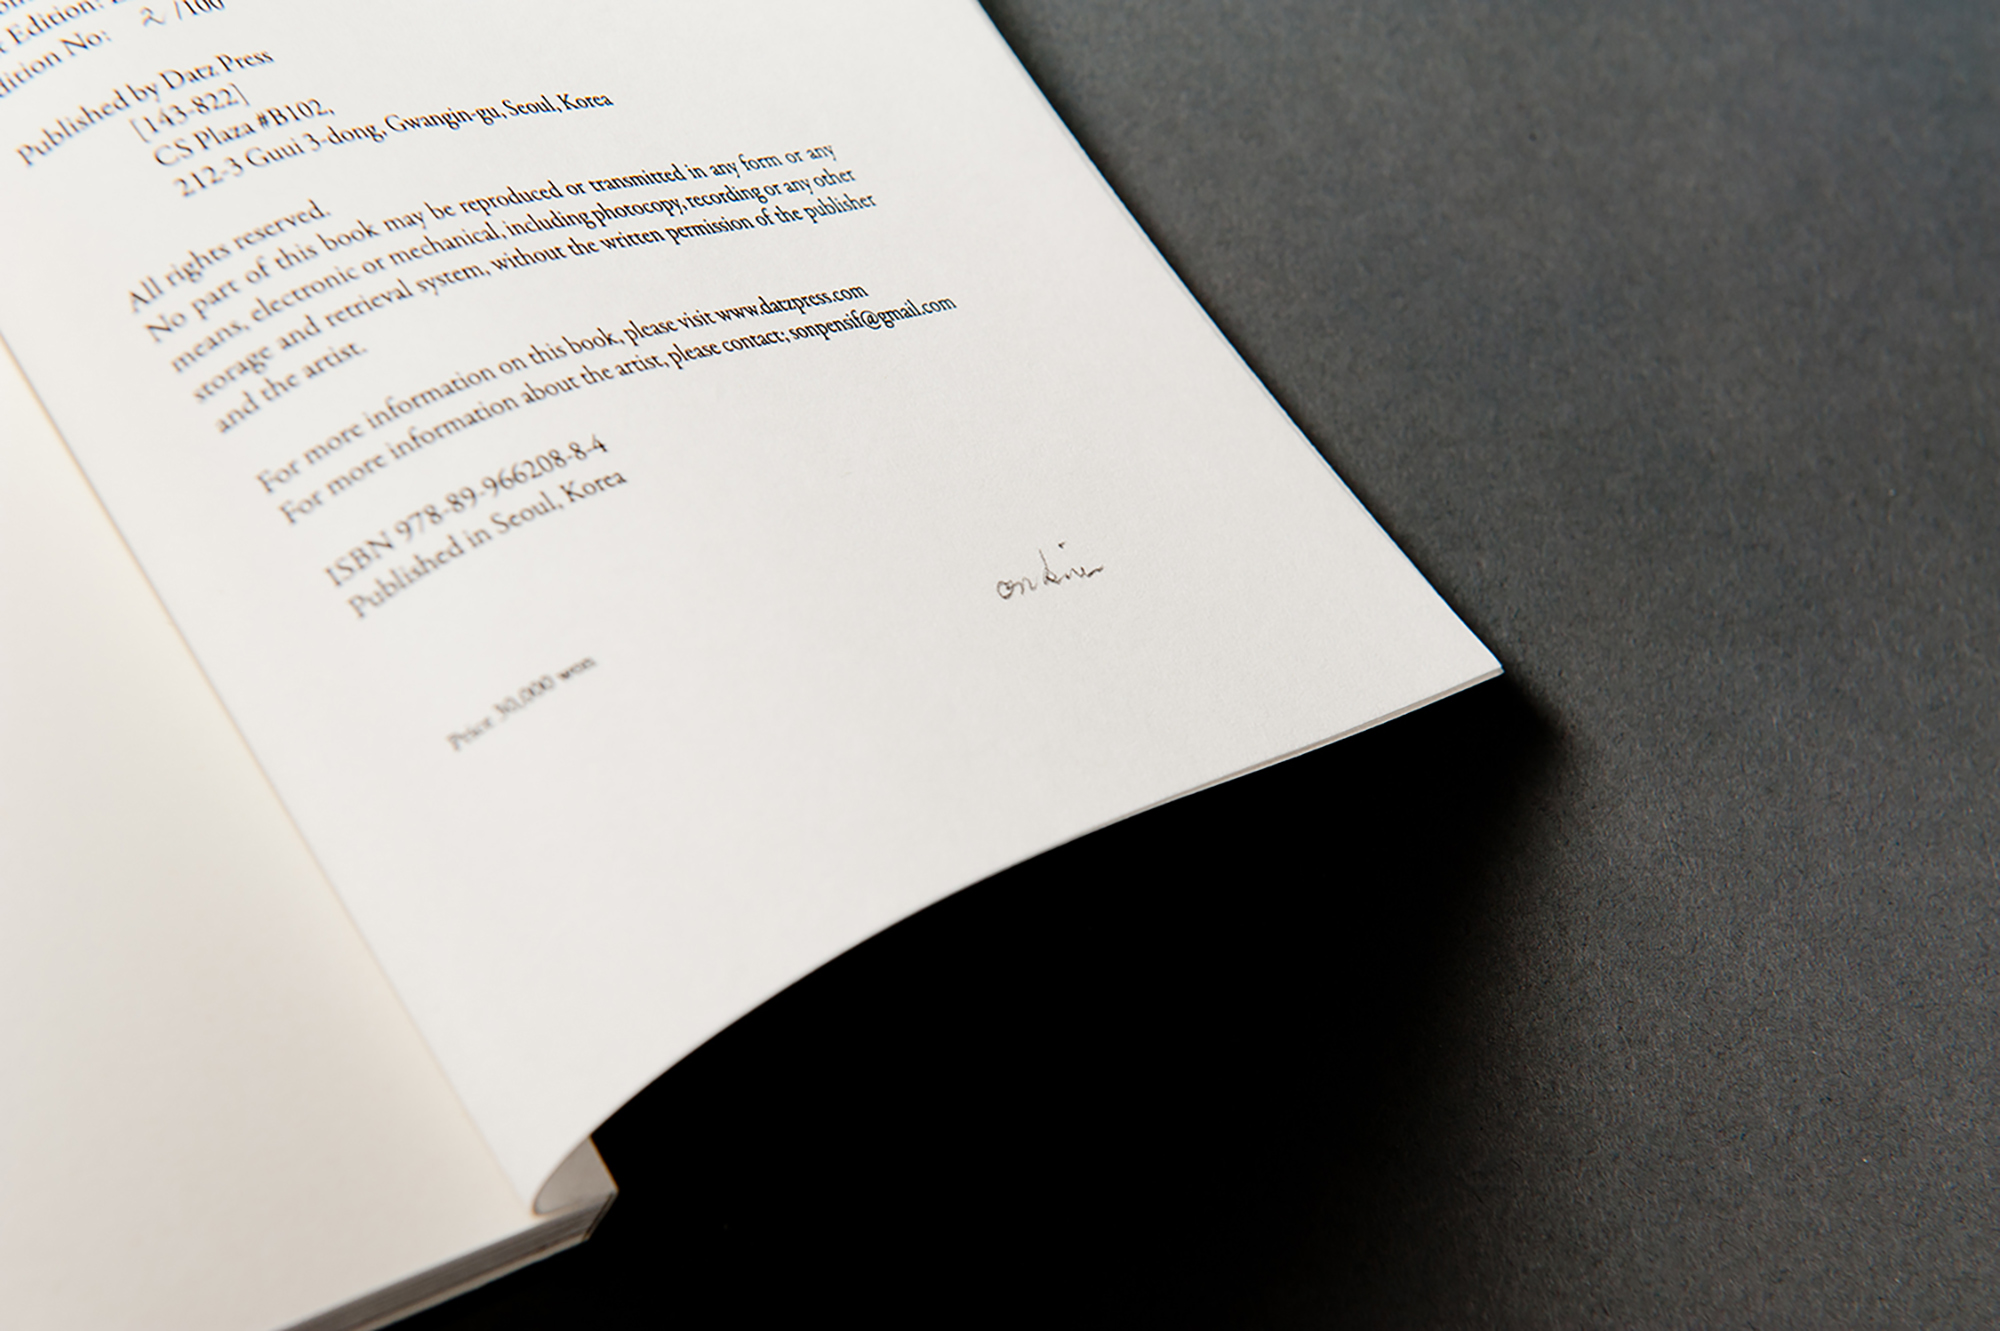 Edition:
dition No: 2 /100
Published by Datz Press
[143-822]
CS Plaza #B102,
212-3 Guui 3-dong, Gwangin-gu, Seoul, Korea
All rights reserved.
No part of this book may be reproduced or transmitted in any form or any
means, electronic or mechanical, including photocopy, recording or any other
storage and retrieval system, without the written permission of the publisher
and the artist.
For more information on this book, please visit www.datzpress.com
For more information about the artist, please contact; sonpensif@gmail.com
ISBN 978-89-966208-8-4
Published in Seoul, Korea
Price 30,000 won